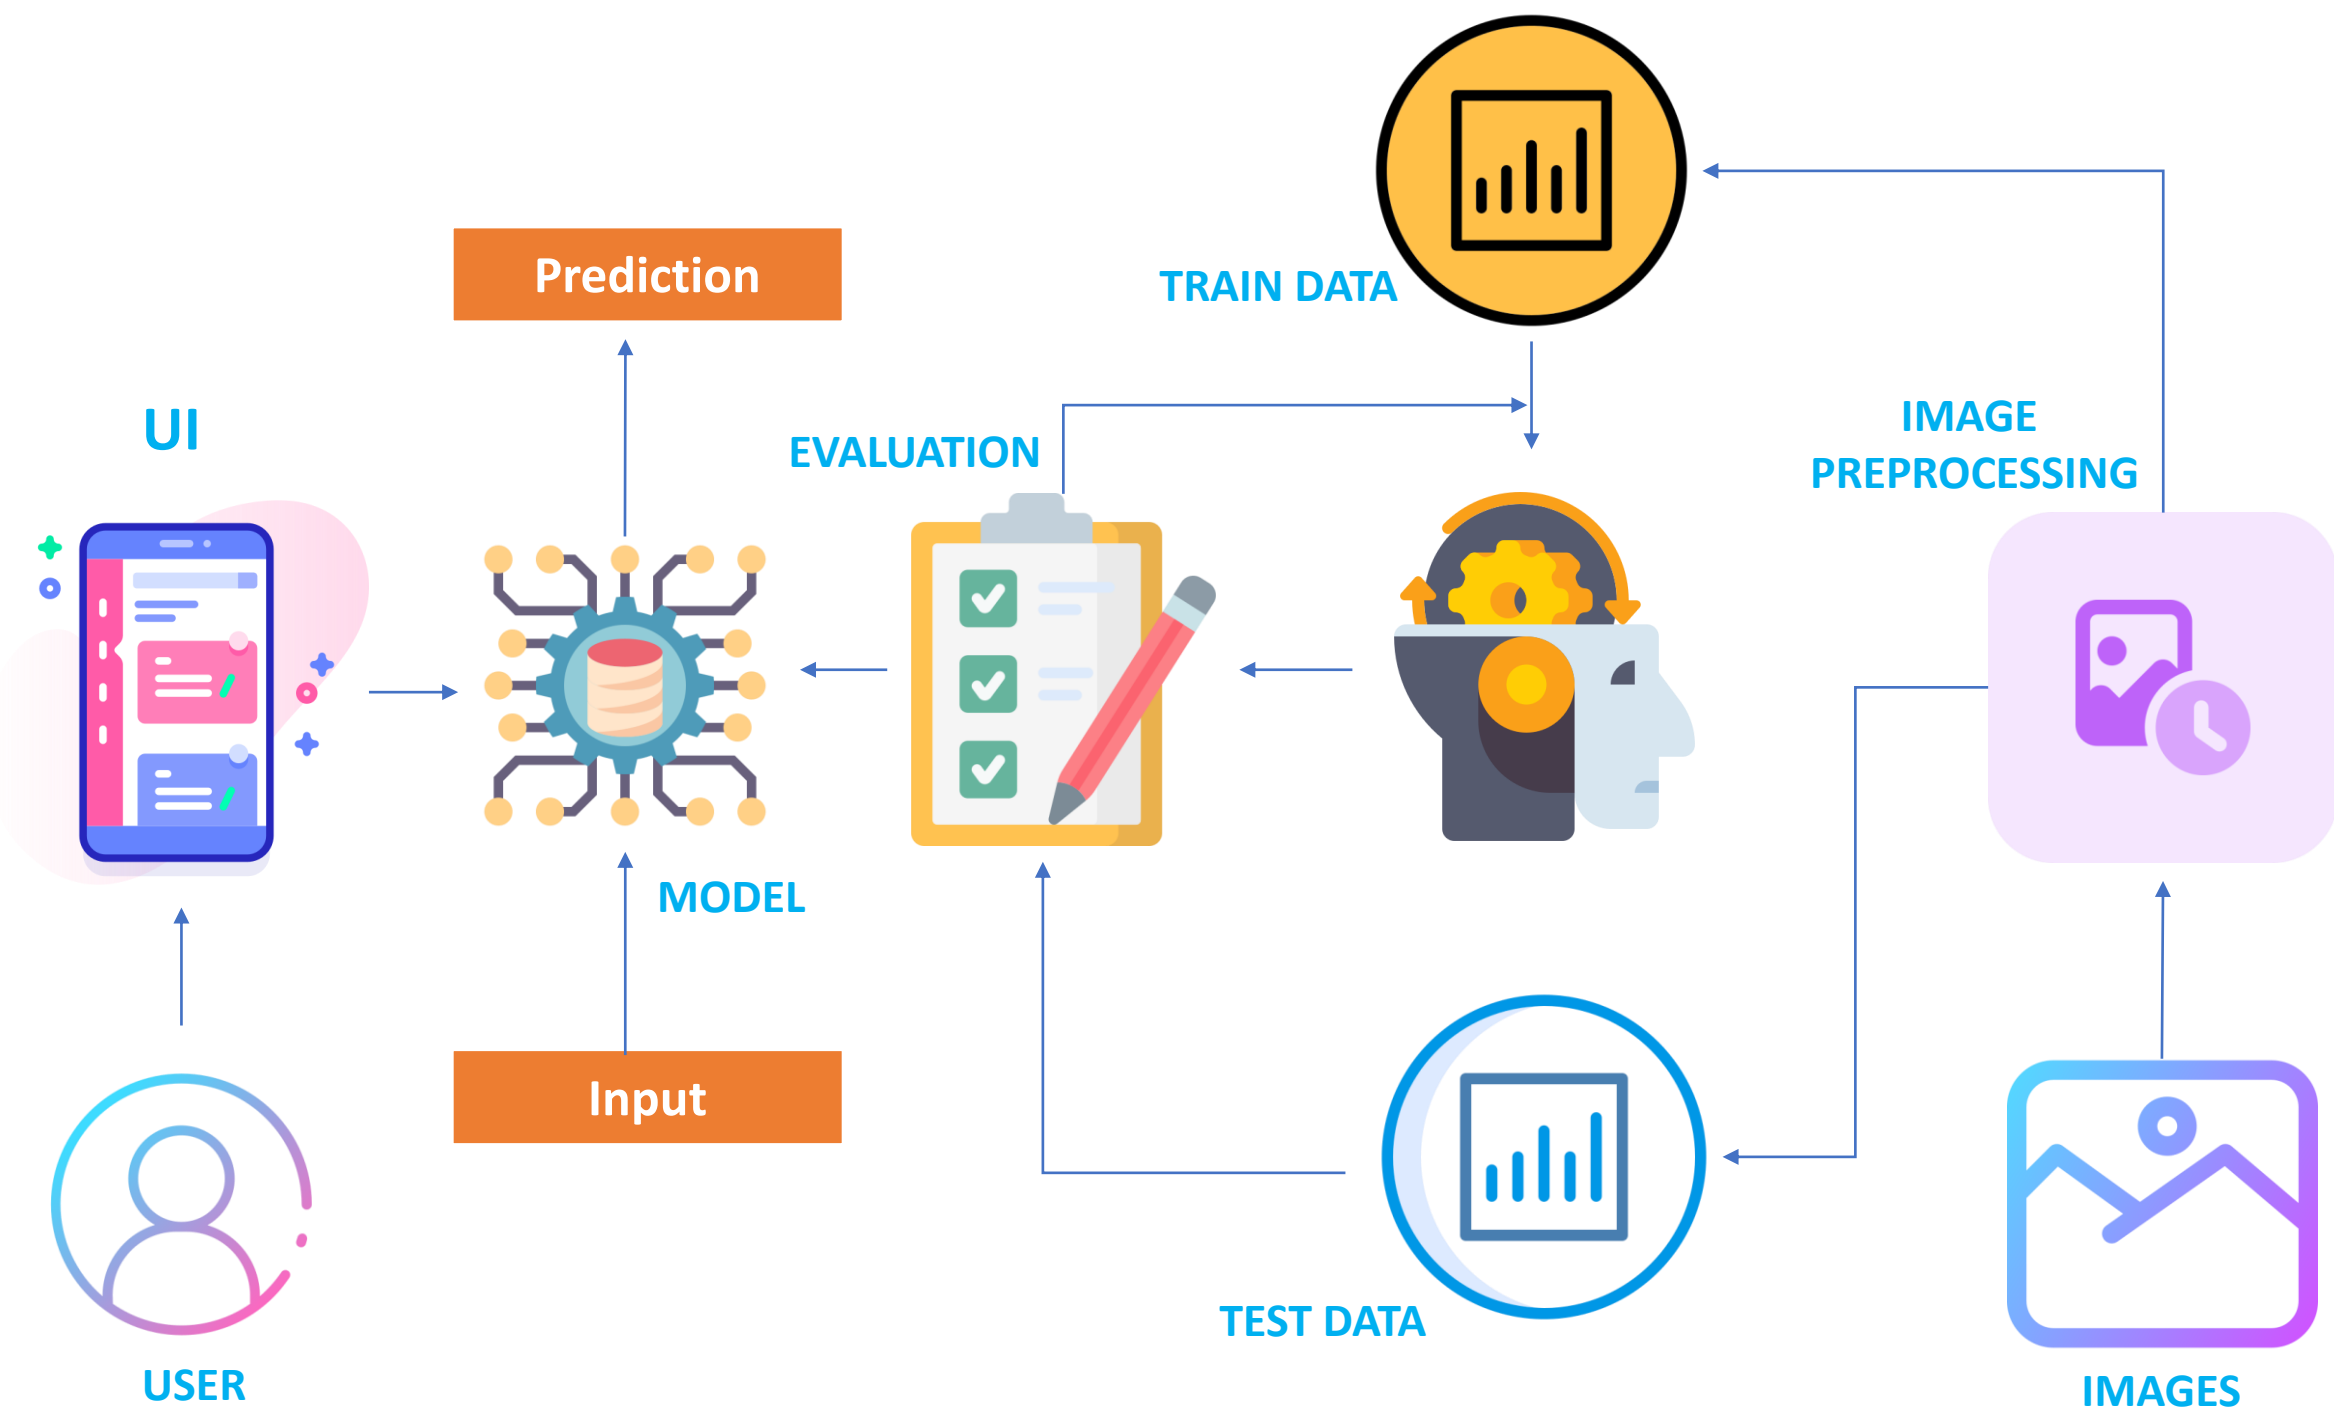 Prediction
TRAIN DATA
UI
EVALUATION
IMAGE
PREPROCESSING
MODEL
Input
TEST DATA
USER
IMAGES